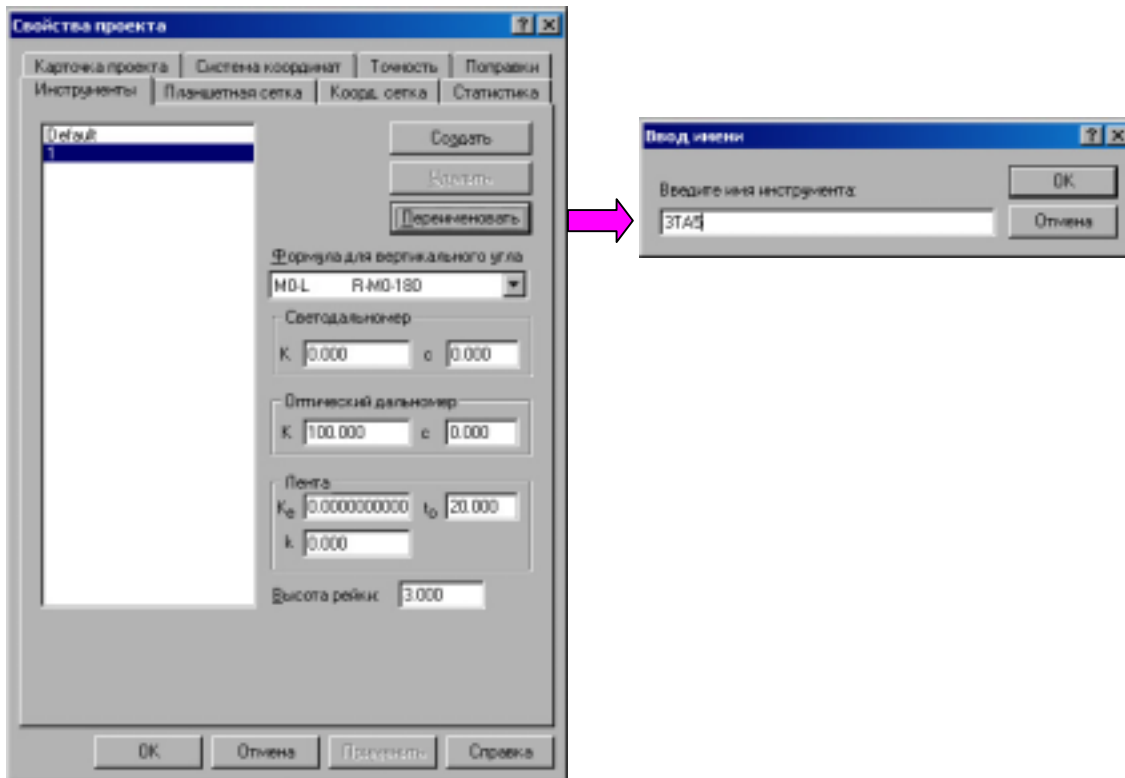 Свойства проекта
Карточка проекта Система координат Точность Поправки
Инструменты Планшетная сетка Коорд. сетка Статистика
Default
1
Создать
Удалить
Переименовать
Формула для вертикального угла
M0-L R-M0-180
Светодальномер
K 0.000 c 0.000
Оптический дальномер
K 100.000 c 0.000
Лента
Ke 0.0000000000 to 20.000
k 0.000
Высота рейки: 3.000
OK Отмена Применить Справка
Ввод имени
Введите имя инструмента:
3TA5
OK
Отмена